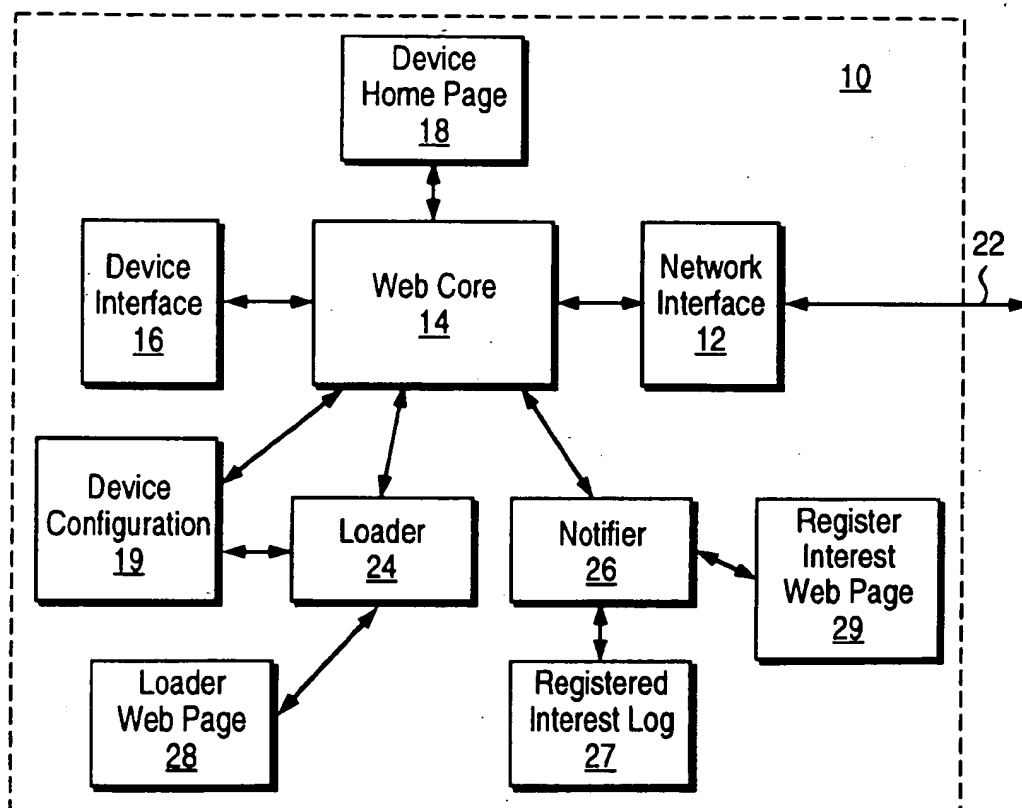 Device
Home Page
18
10
Device
Interface
16
Web Core
14
Network
Interface
12
22
Device
Configuration
19
Loader
24
Notifier
26
Register
Interest
Web Page
29
Loader
Web Page
28
Registered
Interest Log
27